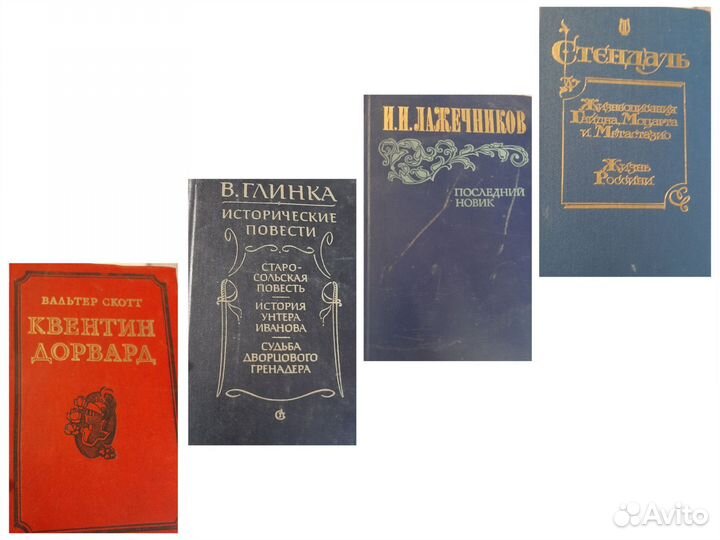 ВАЛЬТЕР СКОТТ
КВЕНТИН
ДОРВАРД
В. ГЛИНКА
ИСТОРИЧЕСКИЕ
ПОВЕСТИ
СТАРО-
СОЛЬСКАЯ
ПОВЕСТЬ
ИСТОРИЯ
УНТЕРА
ИВАНОВА
СУДЬБА
ДВОРЦОВОГО
ГРЕНАДЕРА
И.И. ЛАЖЕЧНИКОВ
ПОСЛЕДНИЙ
НОВИК
Стендаль
Жизнеописания
Гайдна, Моцарта
и Метастазио
Жизнь
Россини
Avito